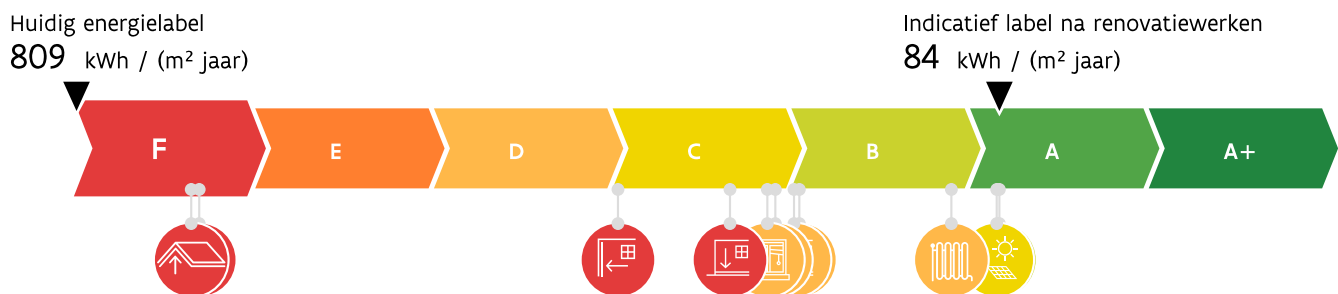 Huidig energielabel
809 kWh / (m² jaar)
Indicatief label na renovatiewerken
84 kWh / (m² jaar)
F E D C B A A+